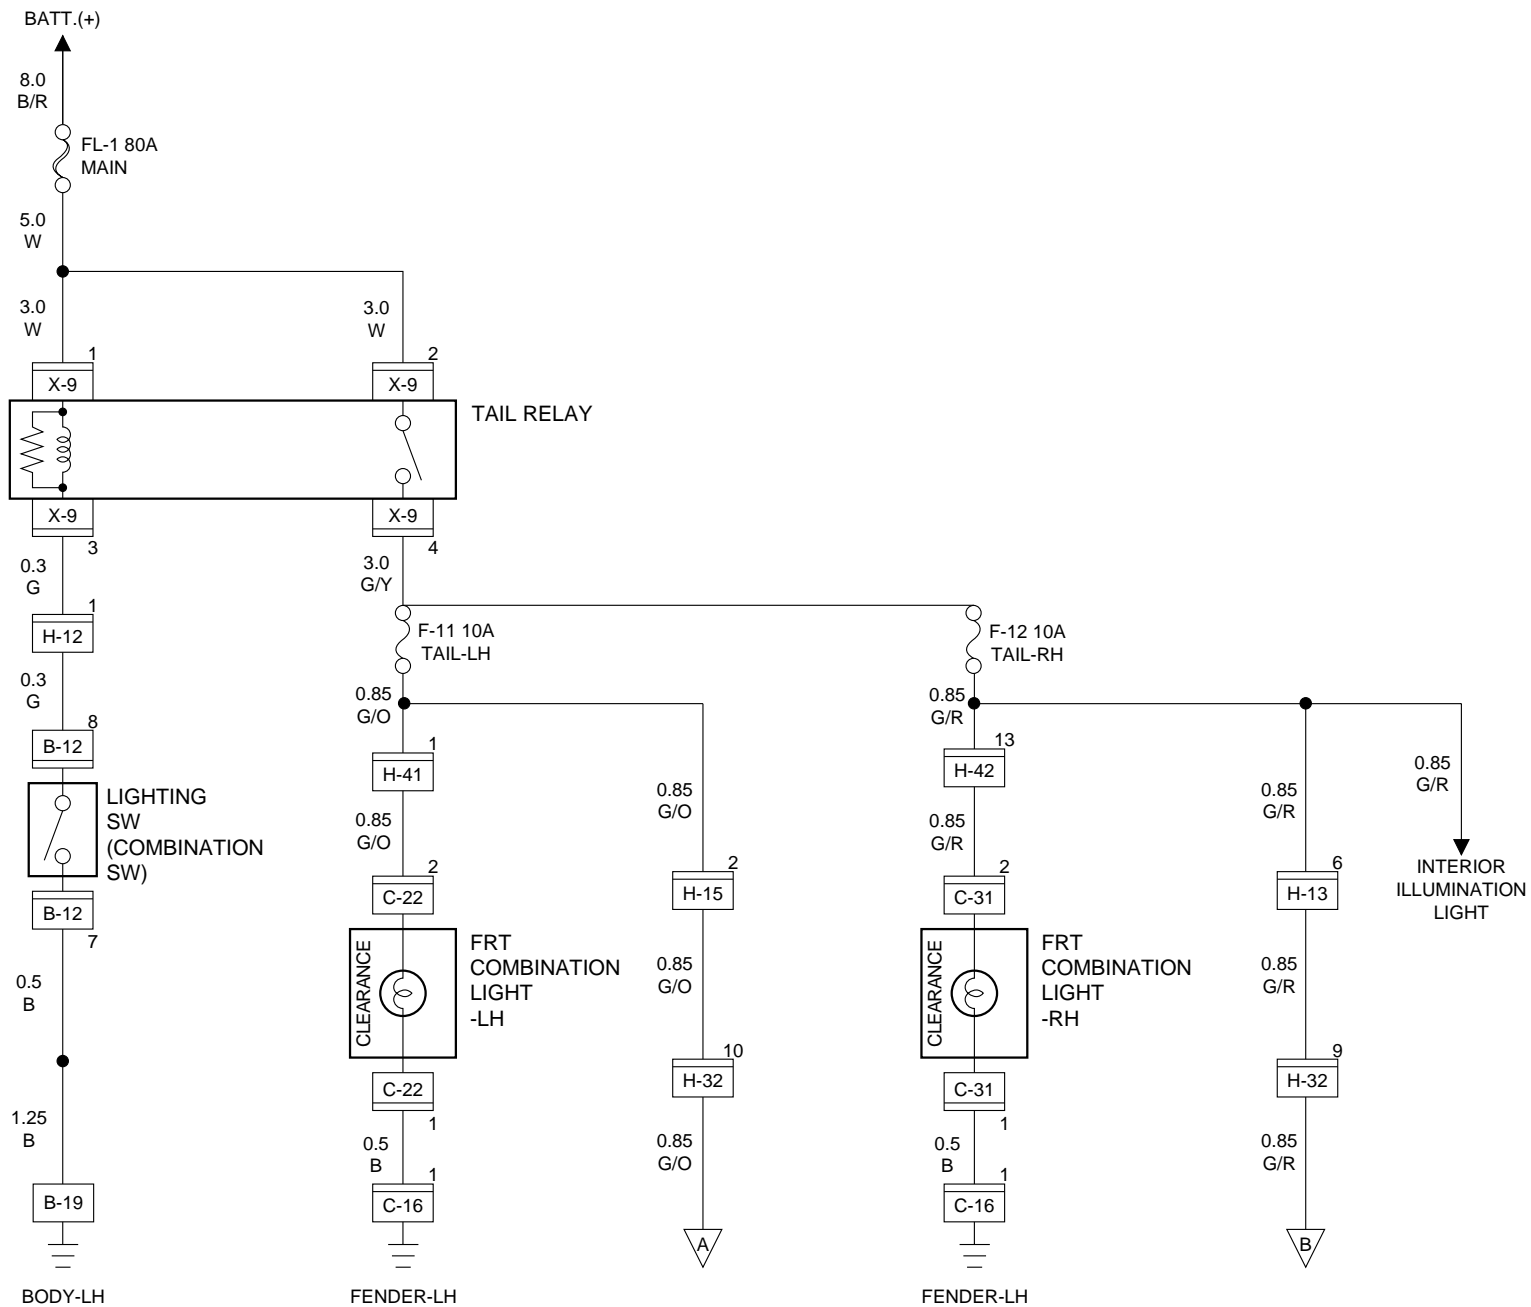 BATT.(+)
8.0
B/R
FL-1 80A
MAIN
5.0
W
3.0
W
3.0
W
1
2
X-9
X-9
TAIL RELAY
X-9
X-9
3
4
0.3
G
3.0
G/Y
1
H-12
F-11 10A
TAIL-LH
F-12 10A
TAIL-RH
0.3
G
0.85
G/O
0.85
G/R
8
B-12
1
H-41
13
H-42
0.85
G/R
LIGHTING
SW
(COMBINATION
SW)
0.85
G/O
0.85
G/O
0.85
G/R
0.85
G/R
2
C-22
2
H-15
2
C-31
6
H-13
INTERIOR
ILLUMINATION
LIGHT
B-12
7
CLEARANCE
FRT
COMBINATION
LIGHT
-LH
CLEARANCE
FRT
COMBINATION
LIGHT
-RH
0.5
B
0.85
G/O
0.85
G/R
10
H-32
9
H-32
C-22
1
C-31
1
1.25
B
0.5
B
0.85
G/O
0.5
B
0.85
G/R
B-19
1
C-16
1
C-16
A
B
BODY-LH
FENDER-LH
FENDER-LH